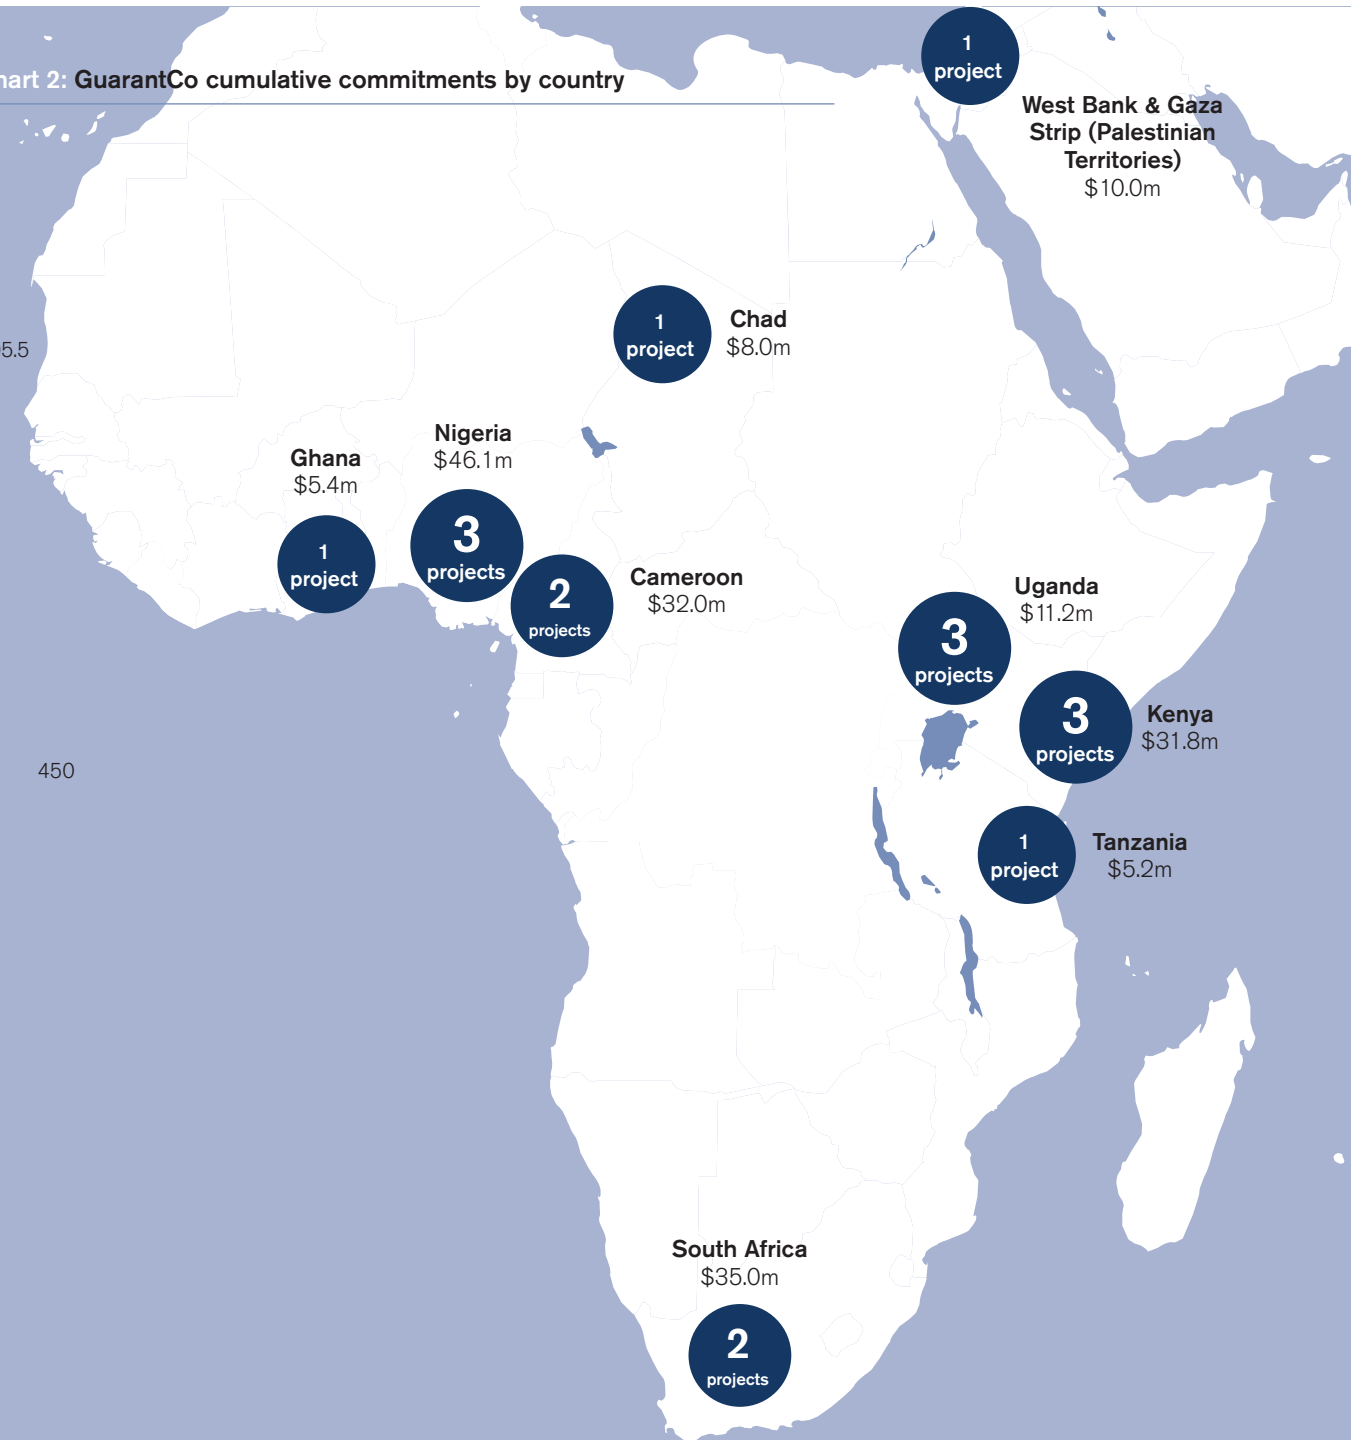 1
project
hart 2: GuarantCo cumulative commitments by country
West Bank & Gaza
Strip (Palestinian
Territories)
$10.0m
1
project
Chad
$8.0m
5.5
Nigeria
$46.1m
Ghana
$5.4m
3
projects
1
project
2
projects
Cameroon
$32.0m
Uganda
$11.2m
3
projects
3
projects
Kenya
$31.8m
450
1
project
Tanzania
$5.2m
South Africa
$35.0m
2
projects